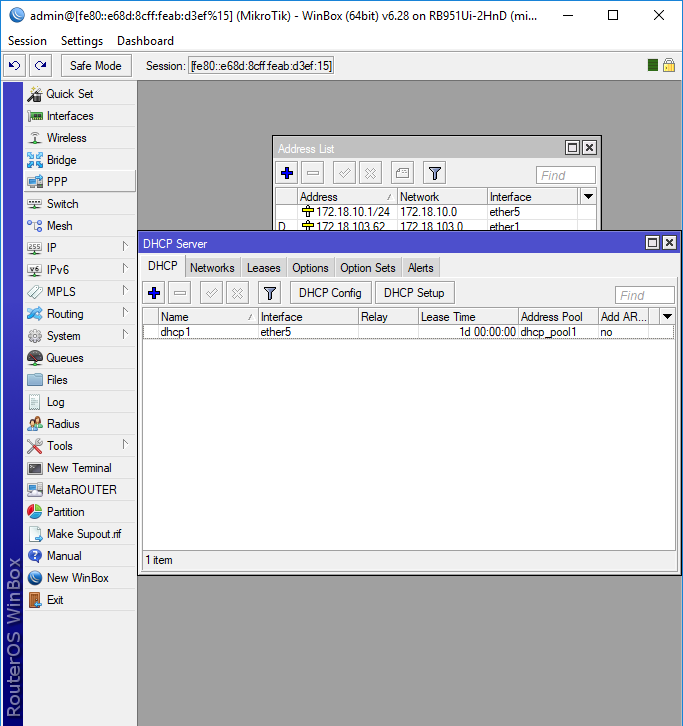 admin@[fe80::e68d:8cff:feab:d3ef%15] (MikroTik) - WinBox (64bit) v6.28 on RB951Ui-2HnD (mi...
Session Settings Dashboard
Safe Mode Session: [fe80::e68d:8cff:feab:d3ef:15]
Quick Set
Interfaces
Wireless
Bridge
PPP
Switch
Mesh
IP
IPv6
MPLS
Routing
System
Queues
Files
Log
Radius
Tools
New Terminal
MetaROUTER
Partition
Make Supout.rif
Manual
New WinBox
Exit
RouterOS WinBox
Address List
Find
Address Network Interface
172.18.10.1/24 172.18.10.0 ether5
D 172.18.103.62 172.18.103.0 ether1
DHCP Server
DHCP Networks Leases Options Option Sets Alerts
DHCP Config DHCP Setup Find
Name Interface Relay Lease Time Address Pool Add AR...
dhcp1 ether5 1d 00:00:00 dhcp_pool1 no
1 item